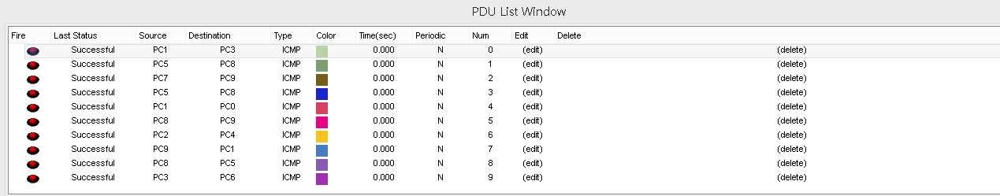 PDU List Window
Fire Last Status Source Destination Type Color Time(sec) Periodic Num Edit Delete
Successful PC1 PC3 ICMP 0.000 N 0 (edit) (delete)
Successful PC5 PC8 ICMP 0.000 N 1 (edit) (delete)
Successful PC7 PC9 ICMP 0.000 N 2 (edit) (delete)
Successful PC5 PC8 ICMP 0.000 N 3 (edit) (delete)
Successful PC1 PC0 ICMP 0.000 N 4 (edit) (delete)
Successful PC8 PC9 ICMP 0.000 N 5 (edit) (delete)
Successful PC2 PC4 ICMP 0.000 N 6 (edit) (delete)
Successful PC9 PC1 ICMP 0.000 N 7 (edit) (delete)
Successful PC8 PC5 ICMP 0.000 N 8 (edit) (delete)
Successful PC3 PC6 ICMP 0.000 N 9 (edit) (delete)